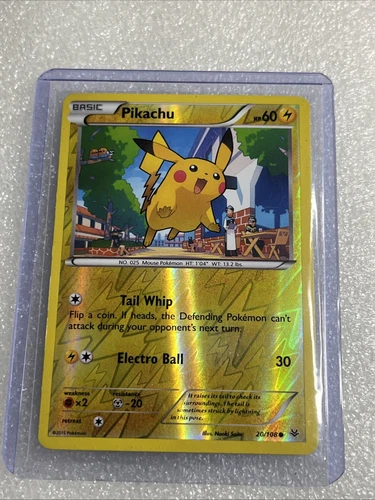 BASIC Pikachu HP60
NO. 025 Mouse Pokémon HT: 1'04" WT: 13.2 lbs.
Tail Whip
Flip a coin. If heads, the Defending Pokémon can't
attack during your opponent's next turn.
Electro Ball 30
weakness resistance
×2 -20
retreat
It raises its tail to check its
surroundings. The tail is
sometimes struck by lightning
in this pose.
©2015 Pokémon Illus. Naoki Saito 20/108